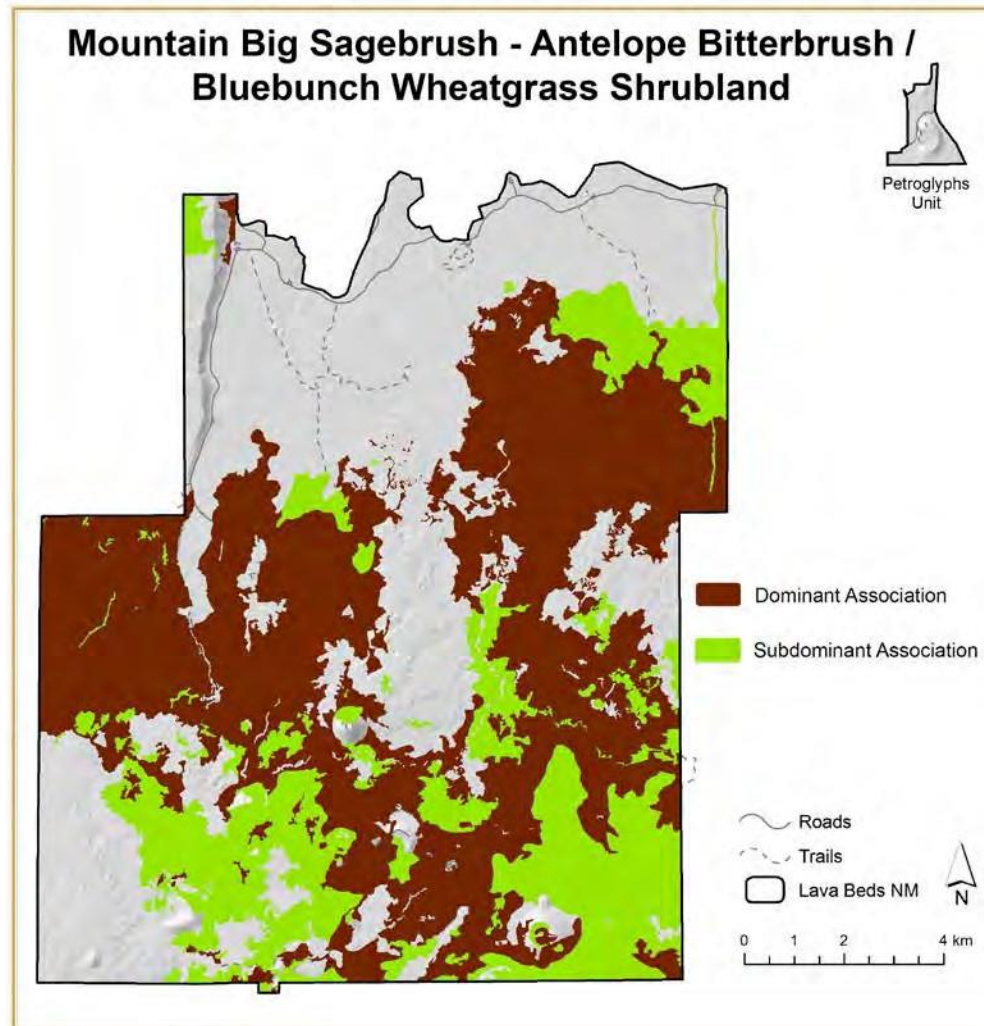 Mountain Big Sagebrush - Antelope Bitterbrush /
Bluebunch Wheatgrass Shrubland
Petroglyphs
Unit
Dominant Association
Subdominant Association
Roads
Trails
Lava Beds NM
N
0 1 2 4 km